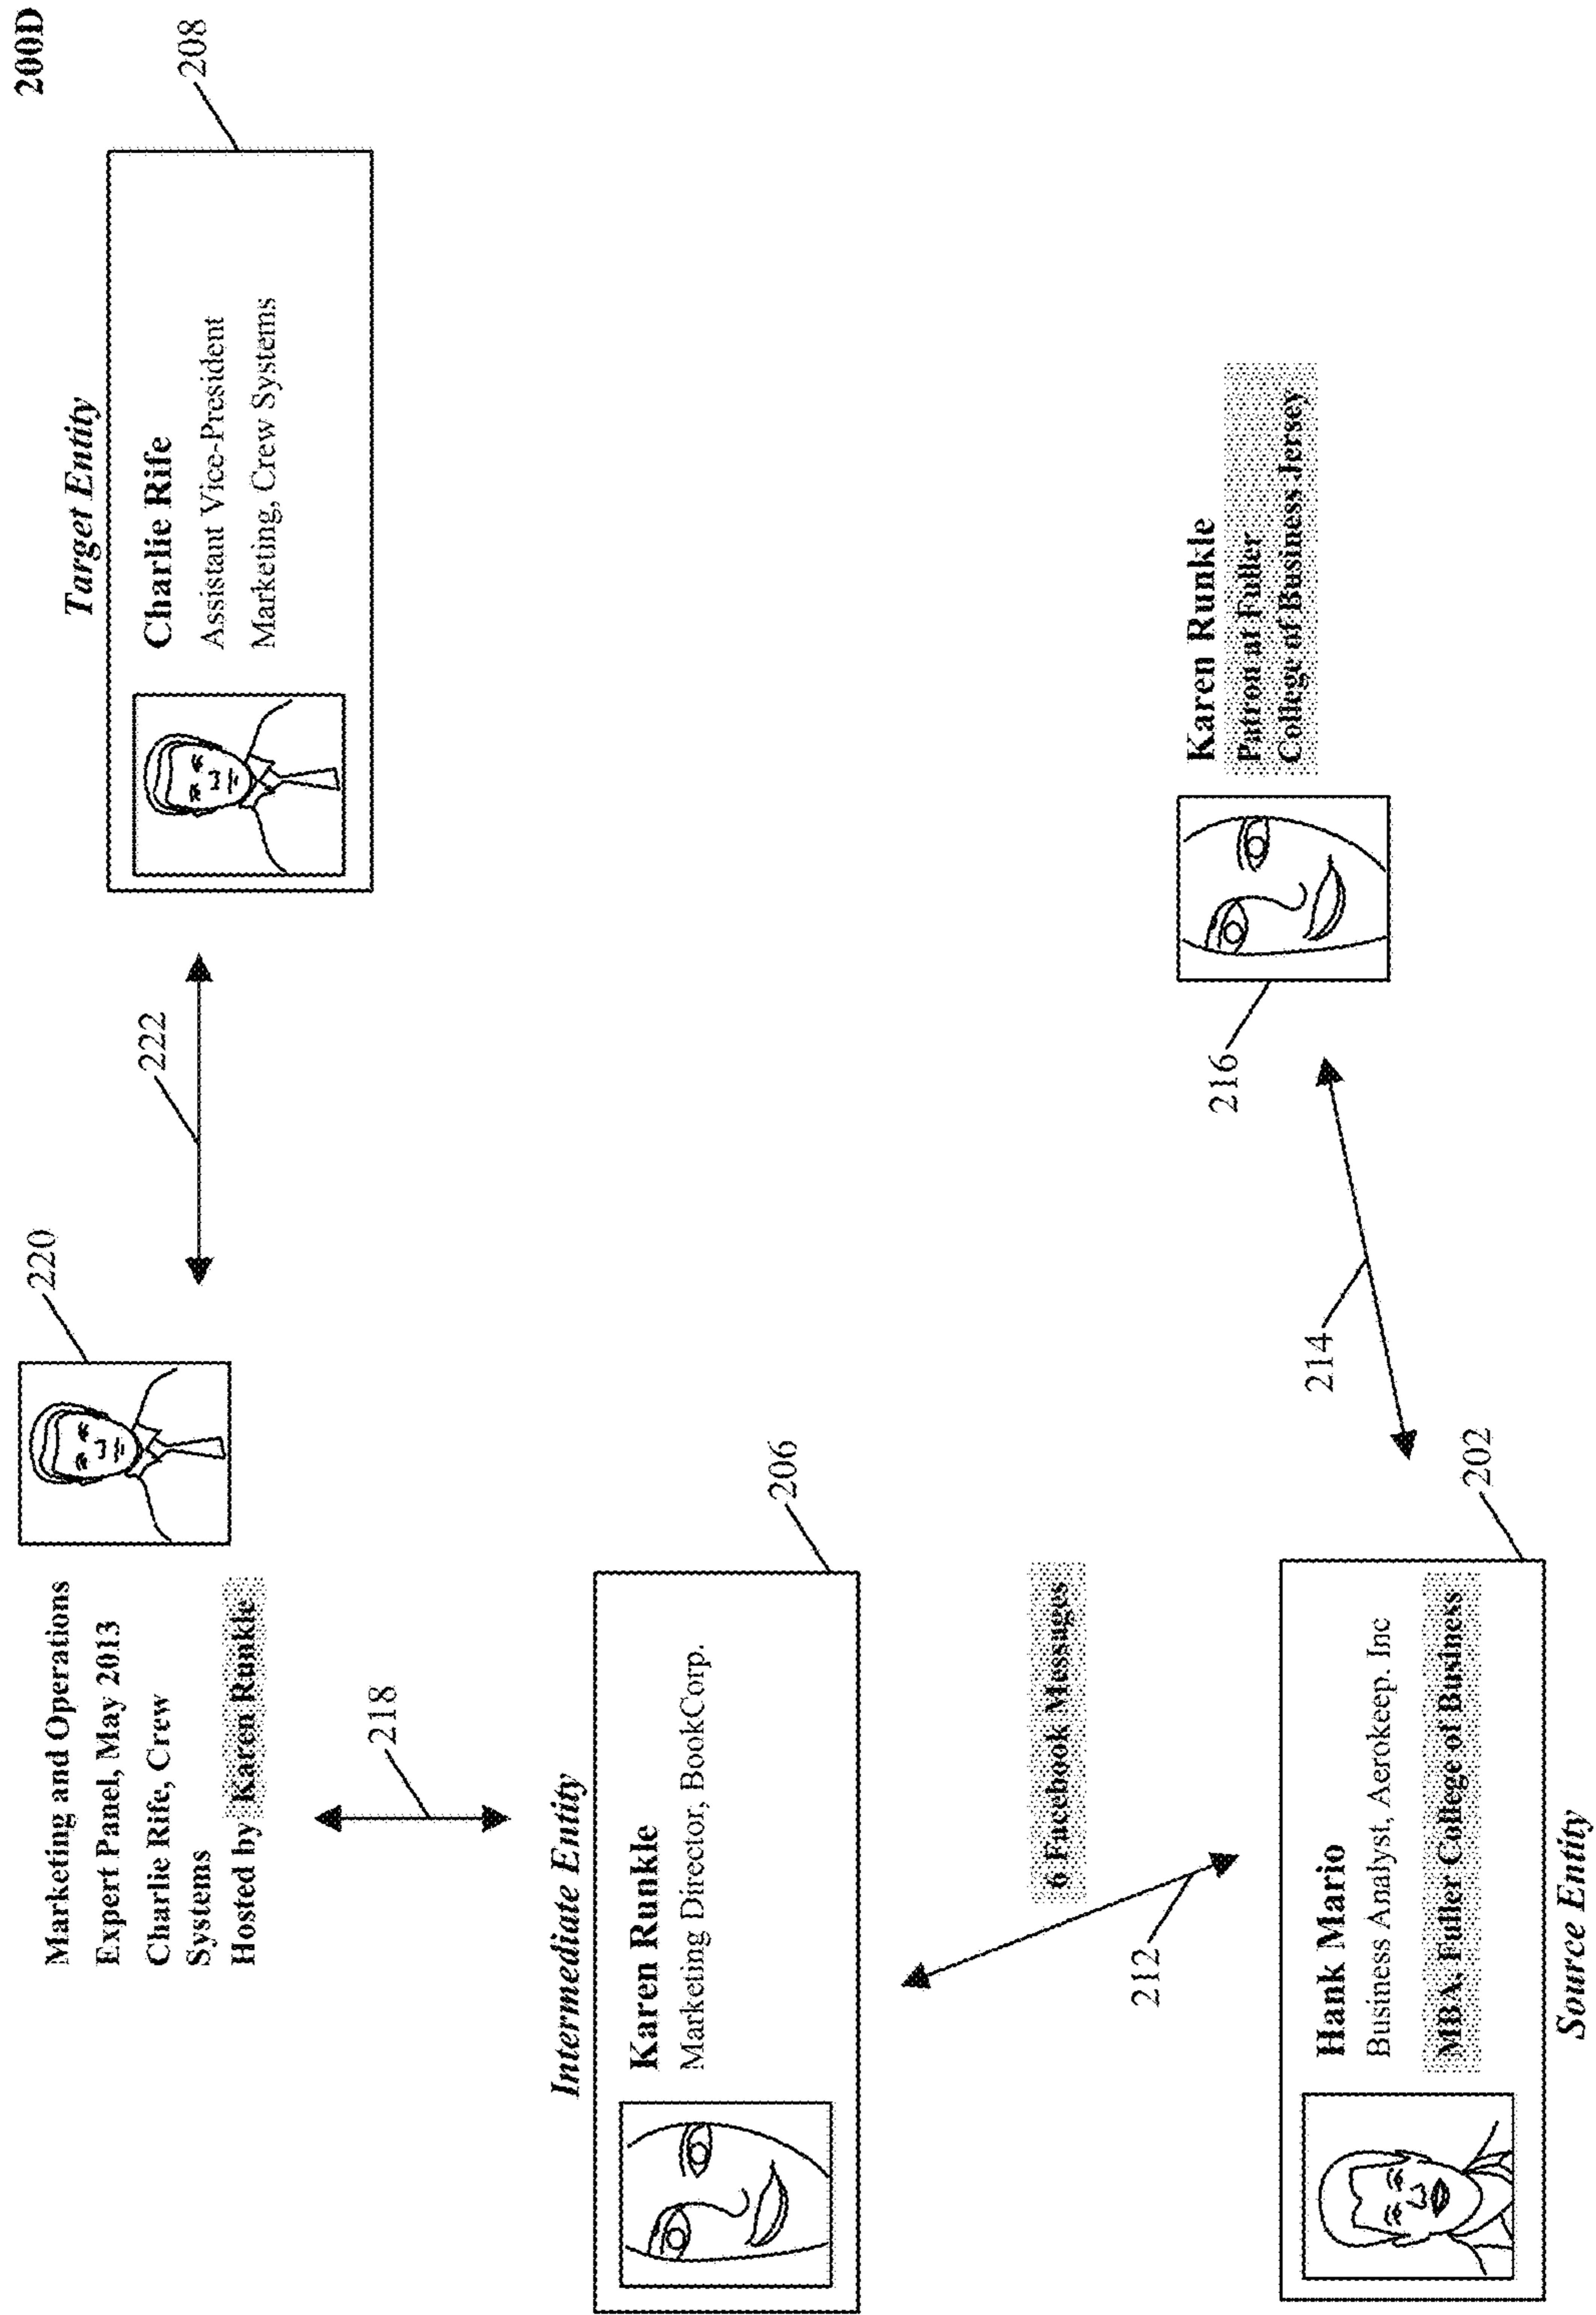 200D
Marketing and Operations
Expert Panel, May 2013
Charlie Rife, Crew
Systems
Hosted by Karen Runkle
220
222
Target Entity
Charlie Rife
Assistant Vice-President
Marketing, Crew Systems
208
218
Intermediate Entity
Karen Runkle
Marketing Director, BookCorp.
206
6 Facebook Messages
212
Hank Mario
Business Analyst, Aerokeep. Inc
MBA, Fuller College of Business
202
Source Entity
214
216
Karen Runkle
Patron at Fuller
College of Business Jersey